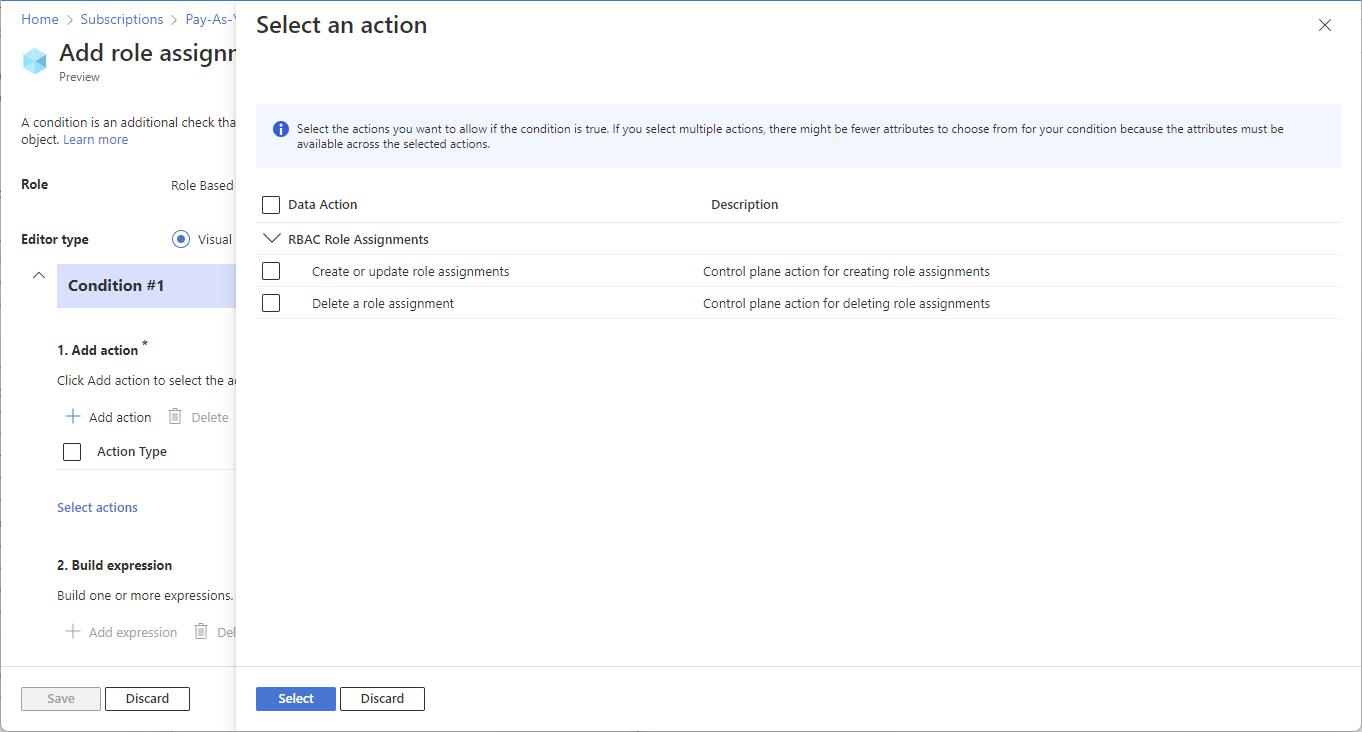 Home > Subscriptions > Pay-As-
Add role assign
Preview
A condition is an additional check tha
object. Learn more
Role Role Based
Editor type Visual
Condition #1
1. Add action *
Click Add action to select the a
Add action Delete
Action Type
Select actions
2. Build expression
Build one or more expressions.
Add expression Del
Save Discard
Select an action
Select the actions you want to allow if the condition is true. If you select multiple actions, there might be fewer attributes to choose from for your condition because the attributes must be
available across the selected actions.
Data Action Description
RBAC Role Assignments
Create or update role assignments Control plane action for creating role assignments
Delete a role assignment Control plane action for deleting role assignments
Select Discard